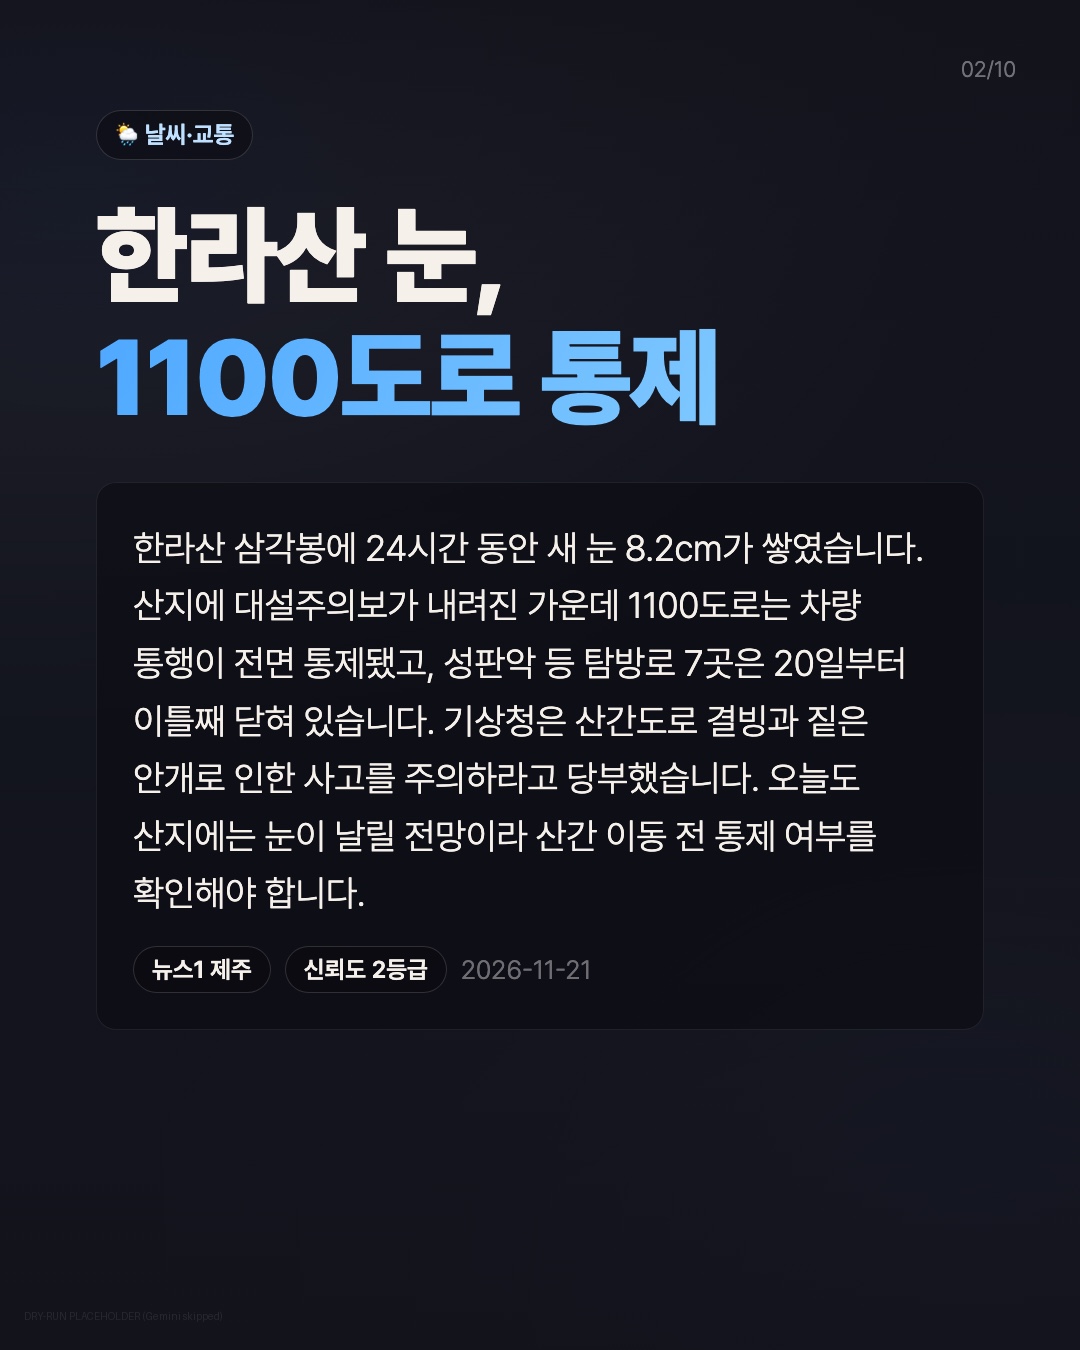 02/10
🌦️ 날씨·교통
한라산 눈,
1100도로 통제
한라산 삼각봉에 24시간 동안 새 눈 8.2cm가 쌓였습니다.
산지에 대설주의보가 내려진 가운데 1100도로는 차량
통행이 전면 통제됐고, 성판악 등 탐방로 7곳은 20일부터
이틀째 닫혀 있습니다. 기상청은 산간도로 결빙과 짙은
안개로 인한 사고를 주의하라고 당부했습니다. 오늘도
산지에는 눈이 날릴 전망이라 산간 이동 전 통제 여부를
확인해야 합니다.
뉴스1 제주 신뢰도 2등급 2026-11-21
DRY-RUN PLACEHOLDER (Gemini skipped)